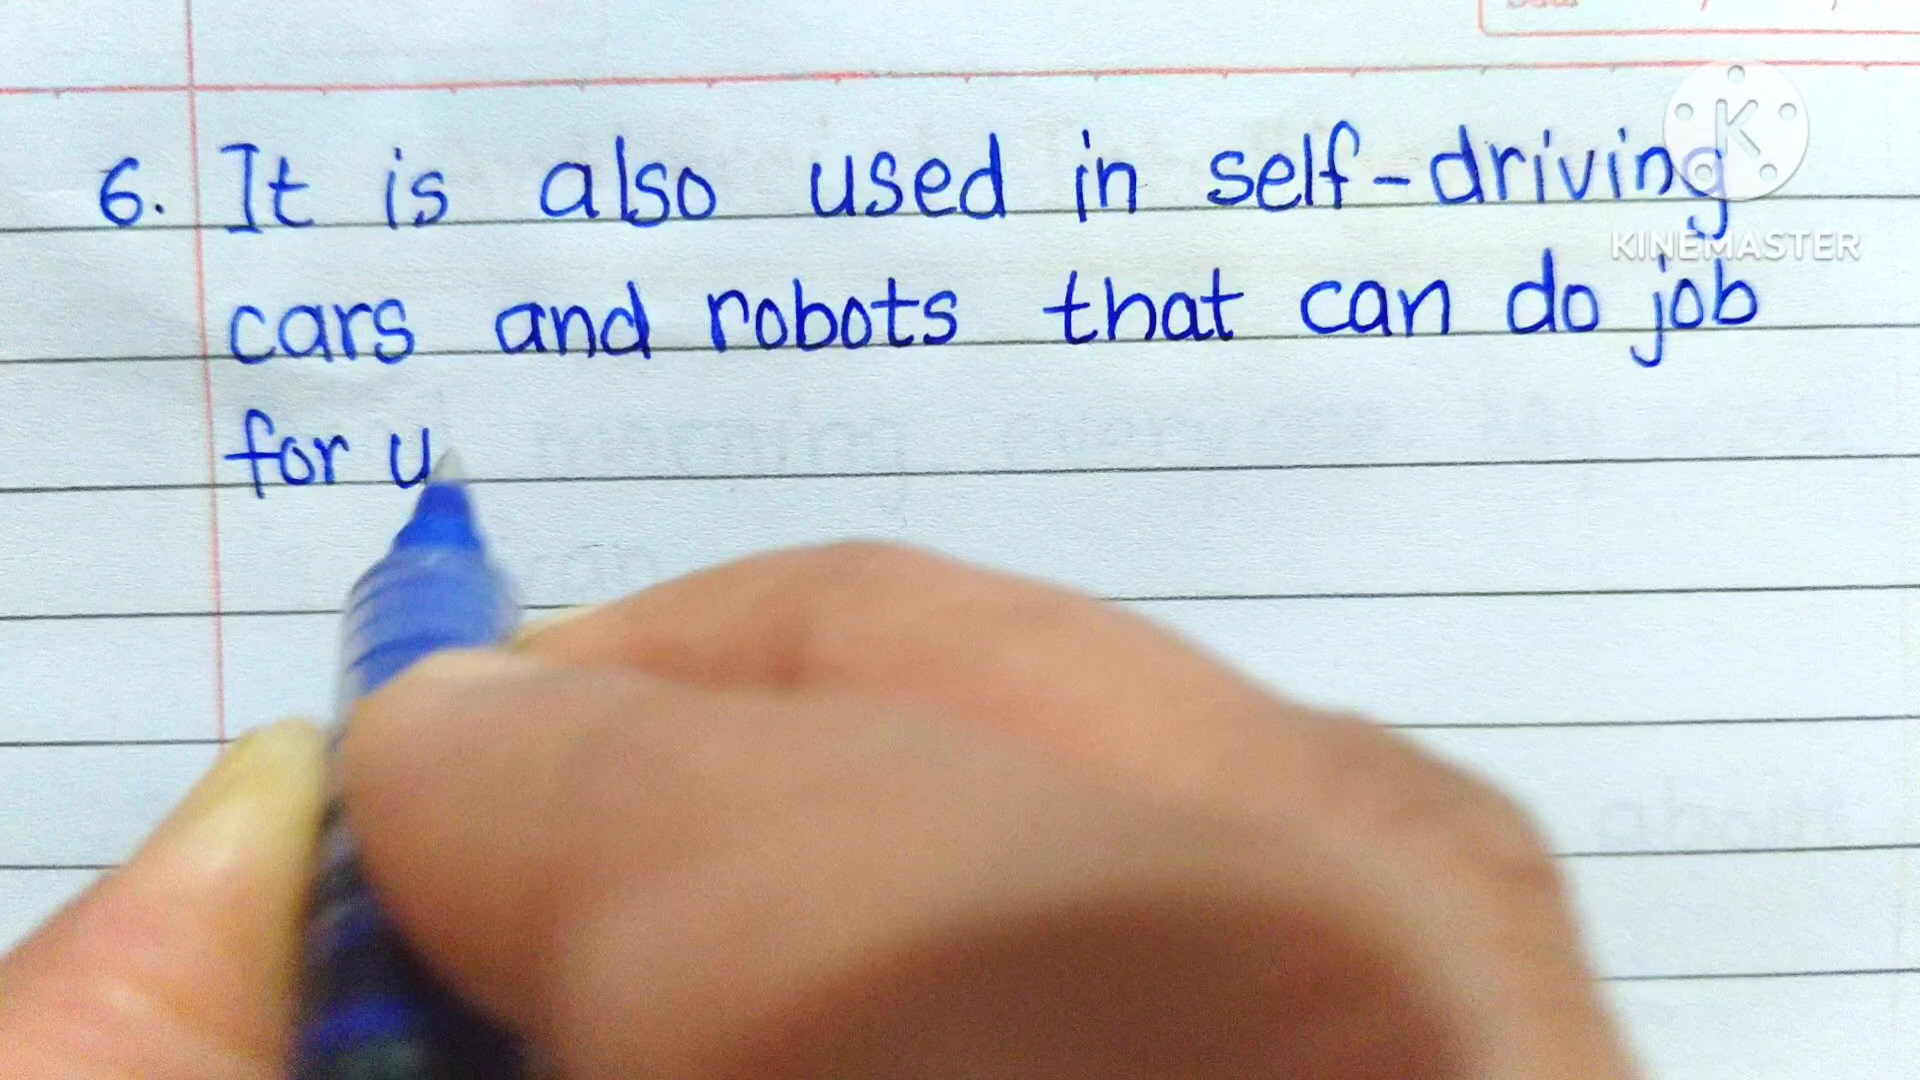 6. It is also used in self-driving
KINEMASTER
cars and robots that can do job
for u